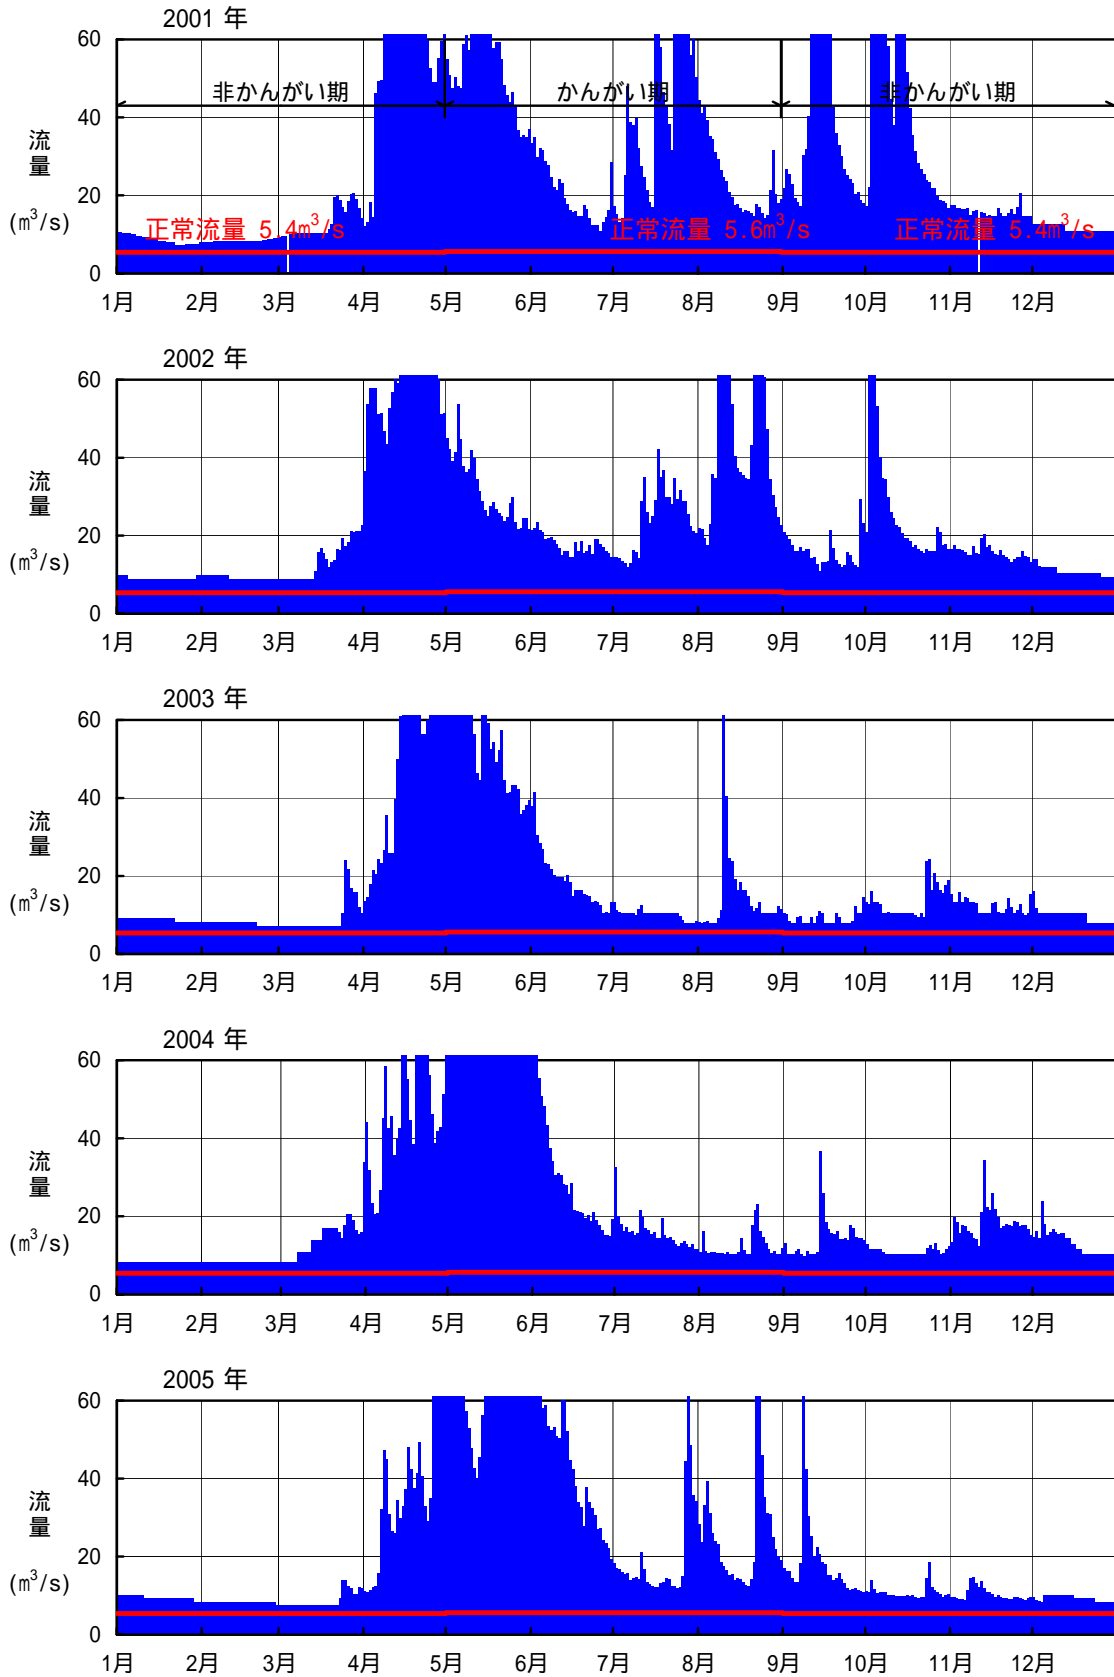 2001 年
60
非かんがい期 かんがい期 非かんがい期
40
流量
20
(m³/s)
正常流量 5.4m³/s 正常流量 5.6m³/s 正常流量 5.4m³/s
0
1月 2月 3月 4月 5月 6月 7月 8月 9月 10月 11月 12月
2002 年
60
40
流量
20
(m³/s)
0
1月 2月 3月 4月 5月 6月 7月 8月 9月 10月 11月 12月
2003 年
60
40
流量
20
(m³/s)
0
1月 2月 3月 4月 5月 6月 7月 8月 9月 10月 11月 12月
2004 年
60
40
流量
20
(m³/s)
0
1月 2月 3月 4月 5月 6月 7月 8月 9月 10月 11月 12月
2005 年
60
40
流量
20
(m³/s)
0
1月 2月 3月 4月 5月 6月 7月 8月 9月 10月 11月 12月